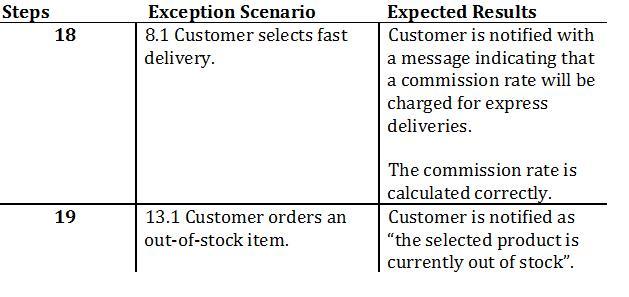 Steps Exception Scenario Expected Results
18 8.1 Customer selects fast Customer is notified with
delivery. a message indicating that
a commission rate will be
charged for express
deliveries.
The commission rate is
calculated correctly.
19 13.1 Customer orders an Customer is notified as
out-of-stock item. “the selected product is
currently out of stock”.